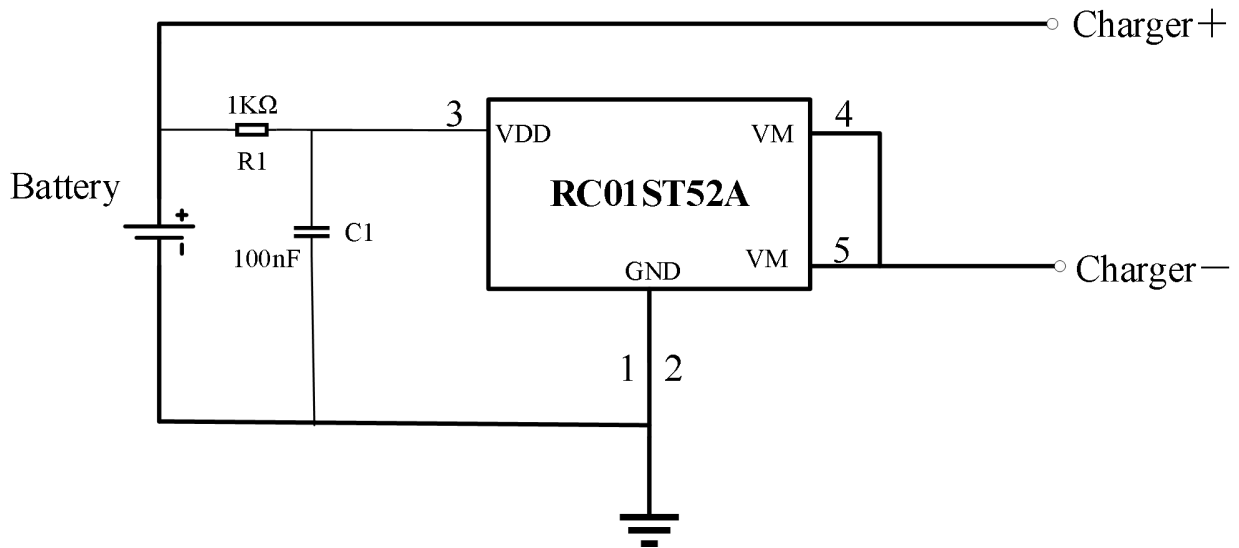 Charger+
1KΩ
3
4
VDD
VM
R1
Battery
RC01ST52A
+
C1
5
100nF
VM
GND
Charger-
-
1
2